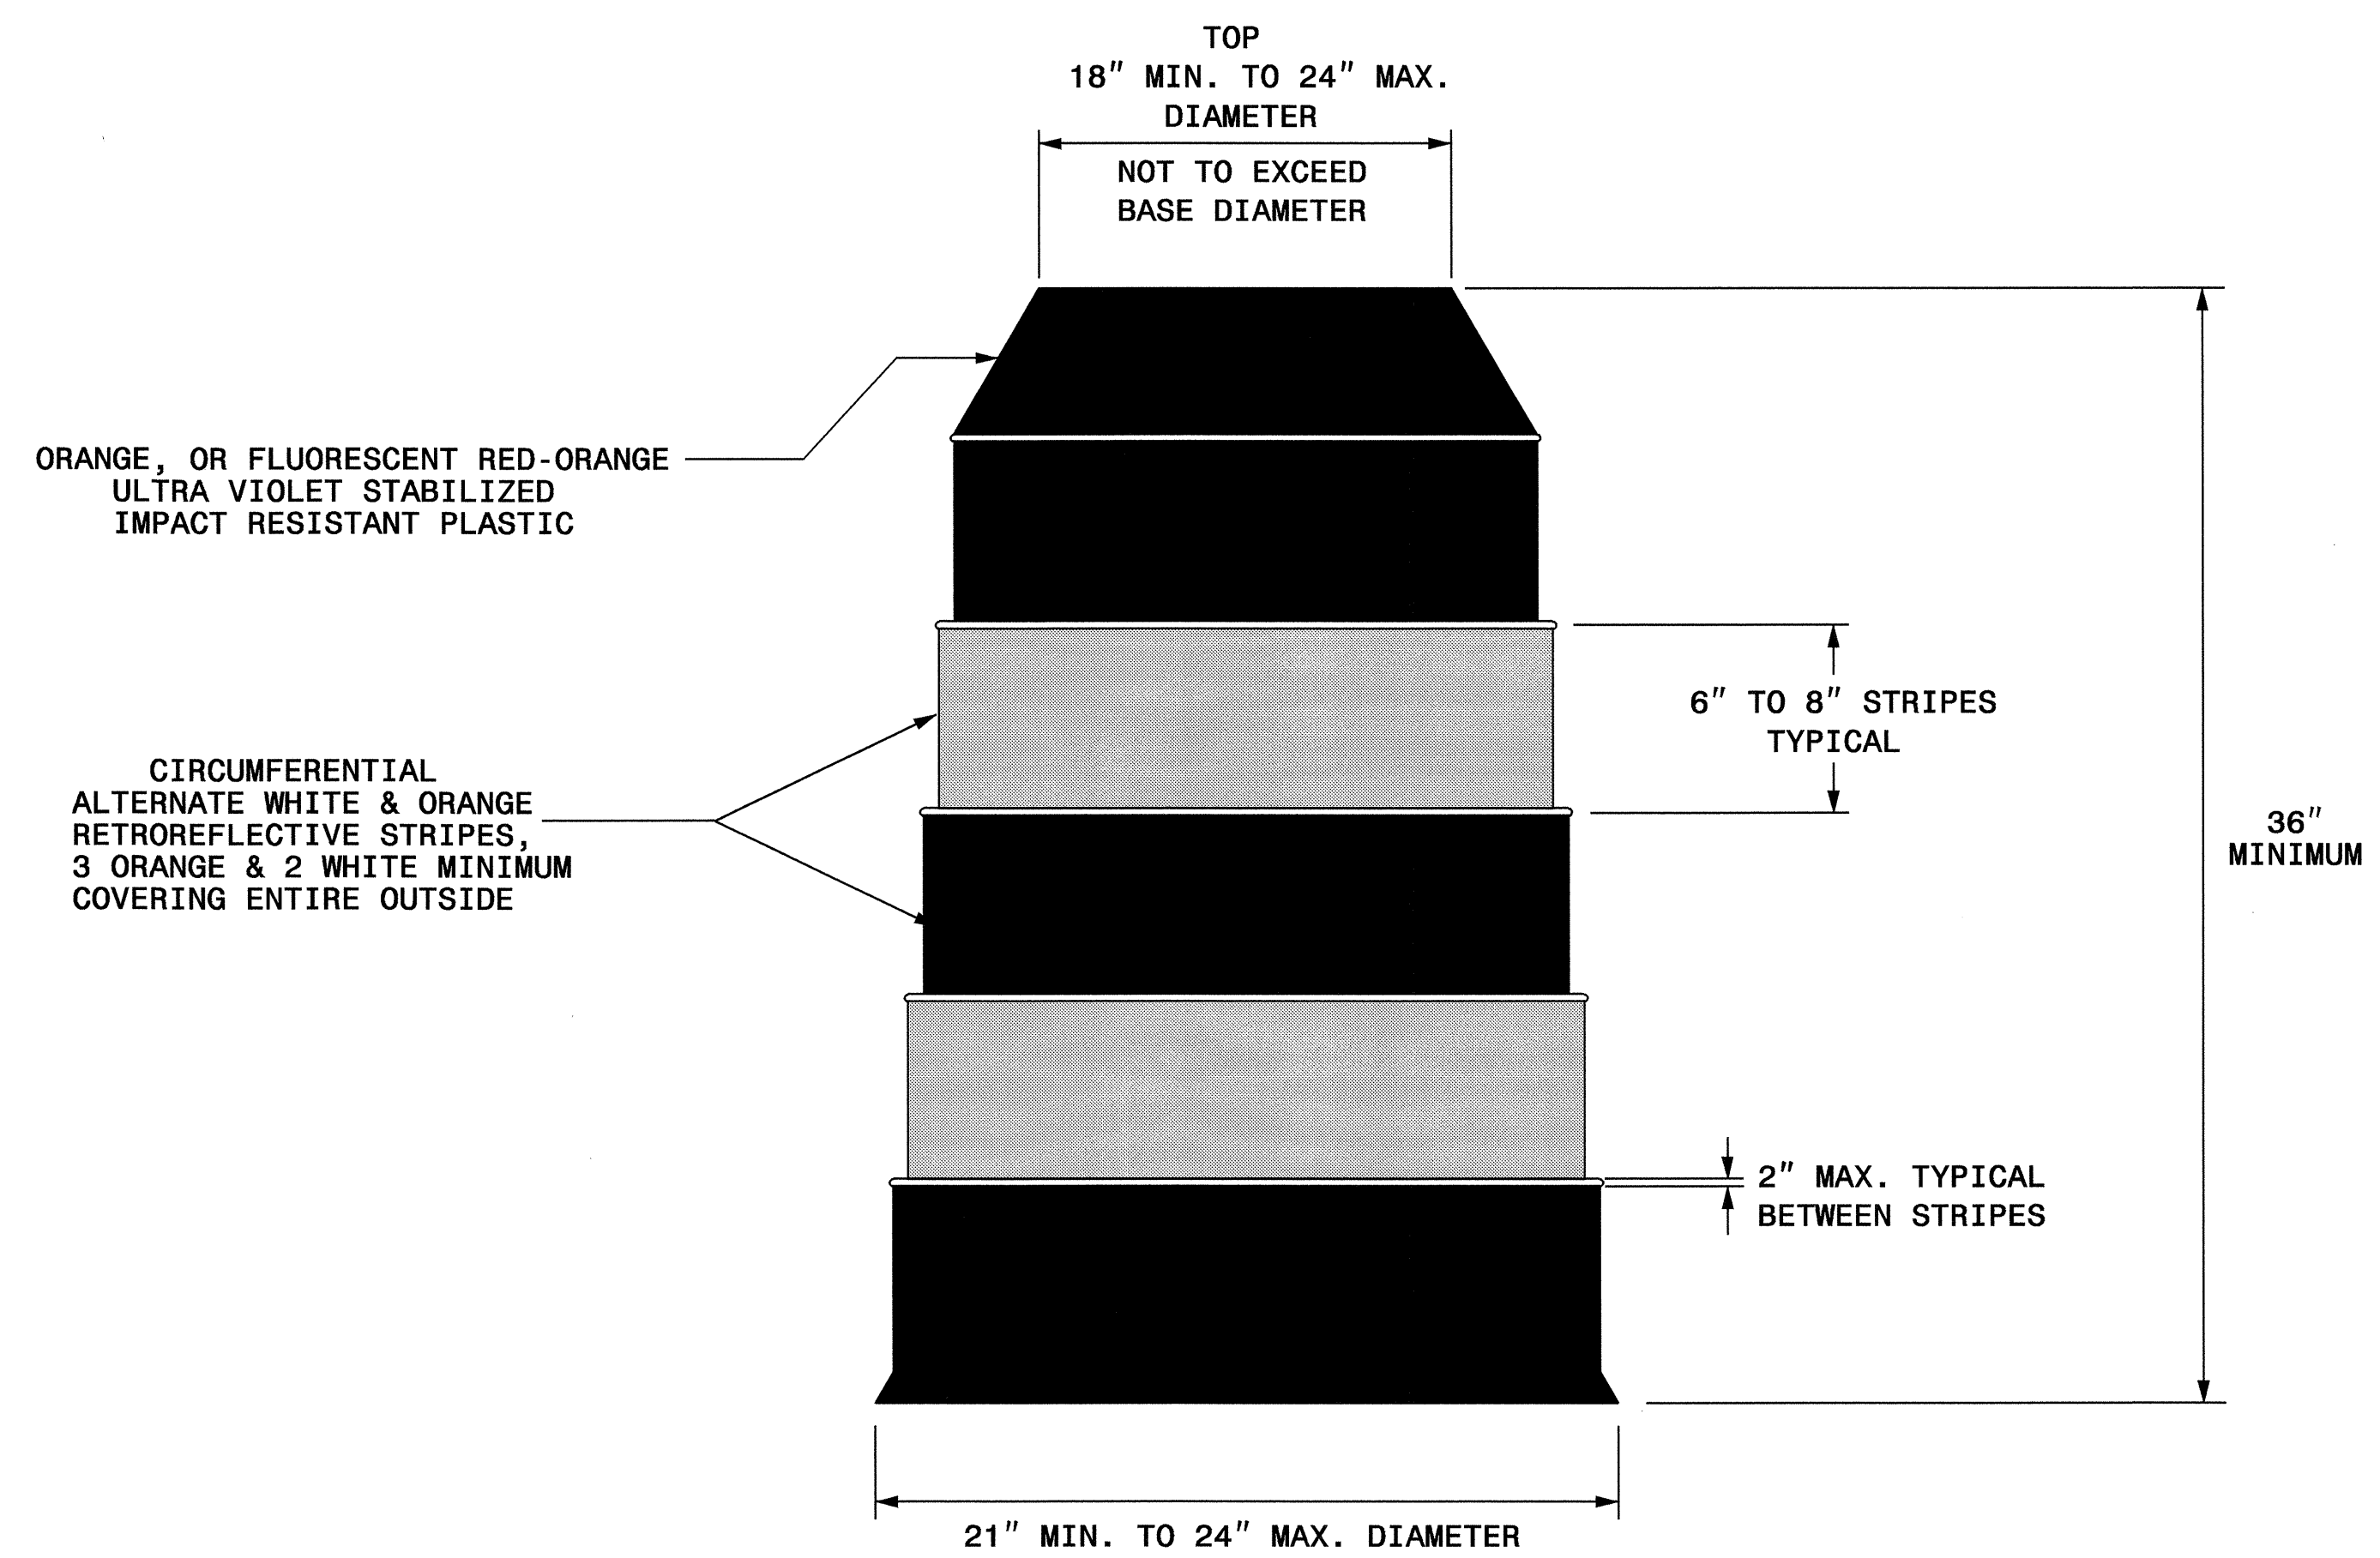 TOP
18" MIN. TO 24" MAX.
DIAMETER
NOT TO EXCEED
BASE DIAMETER
ORANGE, OR FLUORESCENT RED-ORANGE
ULTRA VIOLET STABILIZED
IMPACT RESISTANT PLASTIC
6" TO 8" STRIPES
TYPICAL
CIRCUMFERENTIAL
ALTERNATE WHITE & ORANGE
RETROREFLECTIVE STRIPES,
3 ORANGE & 2 WHITE MINIMUM
COVERING ENTIRE OUTSIDE
36"
MINIMUM
2" MAX. TYPICAL
BETWEEN STRIPES
21" MIN. TO 24" MAX. DIAMETER